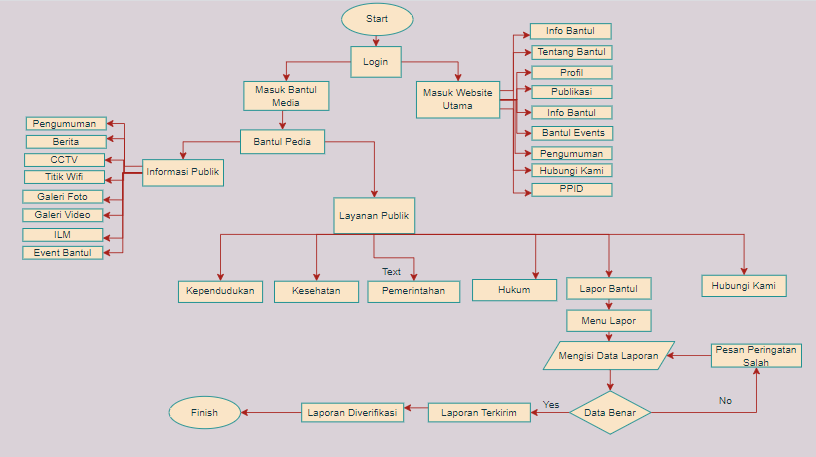 Start
Login
Masuk Bantul
Media
Masuk Website
Utama
Info Bantul
Tentang Bantul
Profil
Publikasi
Info Bantul
Bantul Events
Pengumuman
Hubungi Kami
PPID
Bantul Pedia
Pengumuman
Berita
CCTV
Titik Wifi
Galeri Foto
Galeri Video
ILM
Event Bantul
Informasi Publik
Layanan Publik
Text
Kependudukan
Kesehatan
Pemerintahan
Hukum
Lapor Bantul
Hubungi Kami
Menu Lapor
Mengisi Data Laporan
Pesan Peringatan
Salah
Data Benar
Yes
No
Laporan Terkirim
Laporan Diverifikasi
Finish